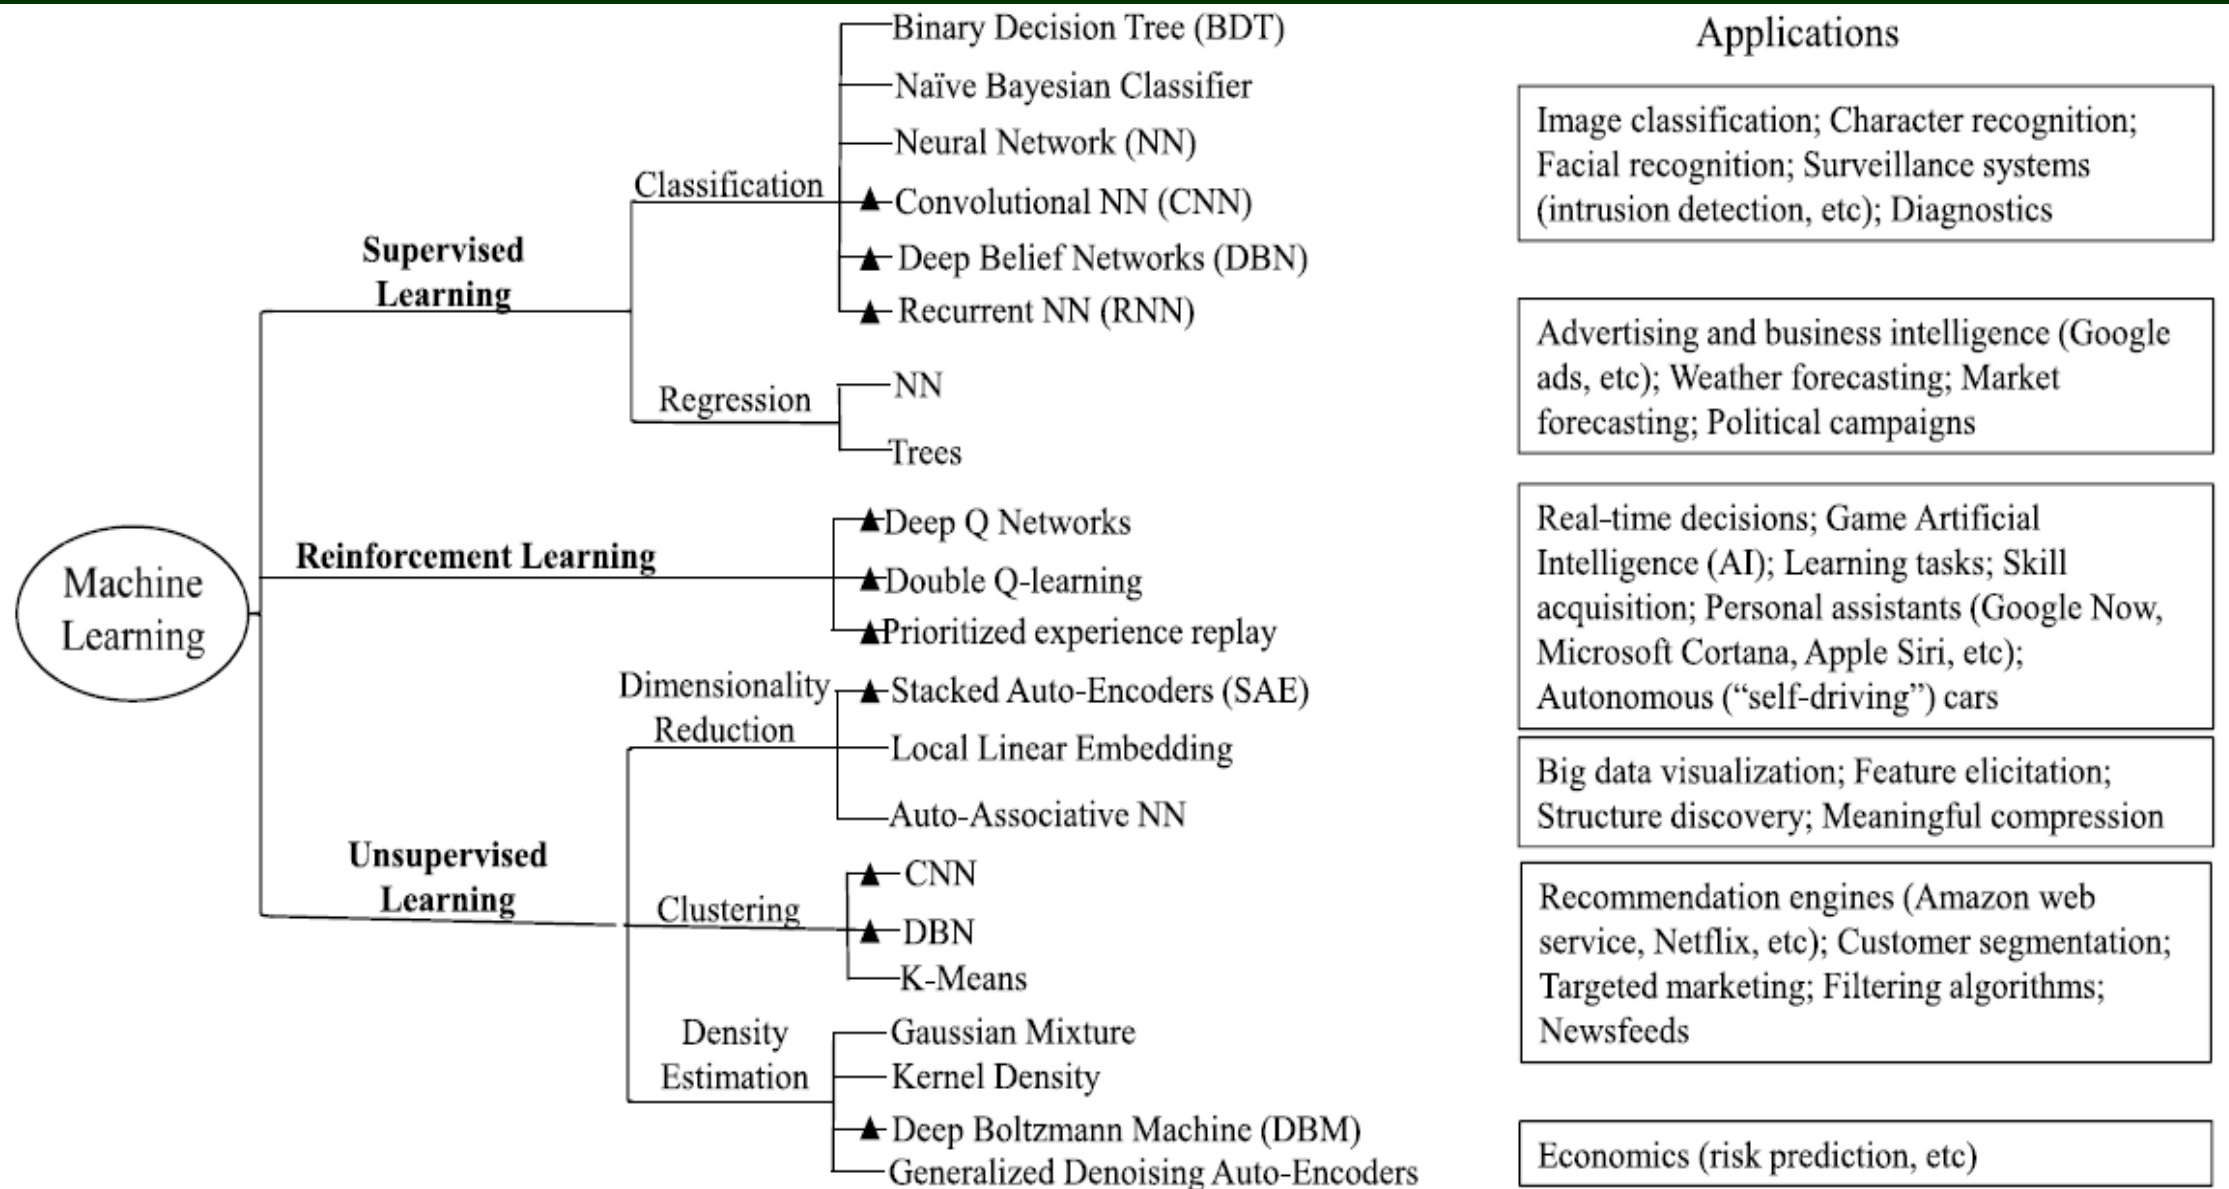 Applications
Binary Decision Tree (BDT)
Naïve Bayesian Classifier
Neural Network (NN)
Classification
Convolutional NN (CNN)
Deep Belief Networks (DBN)
Recurrent NN (RNN)
Supervised
Learning
Regression
NN
Trees
Machine
Learning
Reinforcement Learning
Deep Q Networks
Double Q-learning
Prioritized experience replay
Dimensionality
Reduction
Stacked Auto-Encoders (SAE)
Local Linear Embedding
Auto-Associative NN
Unsupervised
Learning
Clustering
CNN
DBN
K-Means
Density
Estimation
Gaussian Mixture
Kernel Density
Deep Boltzmann Machine (DBM)
Generalized Denoising Auto-Encoders
Image classification; Character recognition;
Facial recognition; Surveillance systems
(intrusion detection, etc); Diagnostics
Advertising and business intelligence (Google
ads, etc); Weather forecasting; Market
forecasting; Political campaigns
Real-time decisions; Game Artificial
Intelligence (AI); Learning tasks; Skill
acquisition; Personal assistants (Google Now,
Microsoft Cortana, Apple Siri, etc);
Autonomous (“self-driving”) cars
Big data visualization; Feature elicitation;
Structure discovery; Meaningful compression
Recommendation engines (Amazon web
service, Netflix, etc); Customer segmentation;
Targeted marketing; Filtering algorithms;
Newsfeeds
Economics (risk prediction, etc)